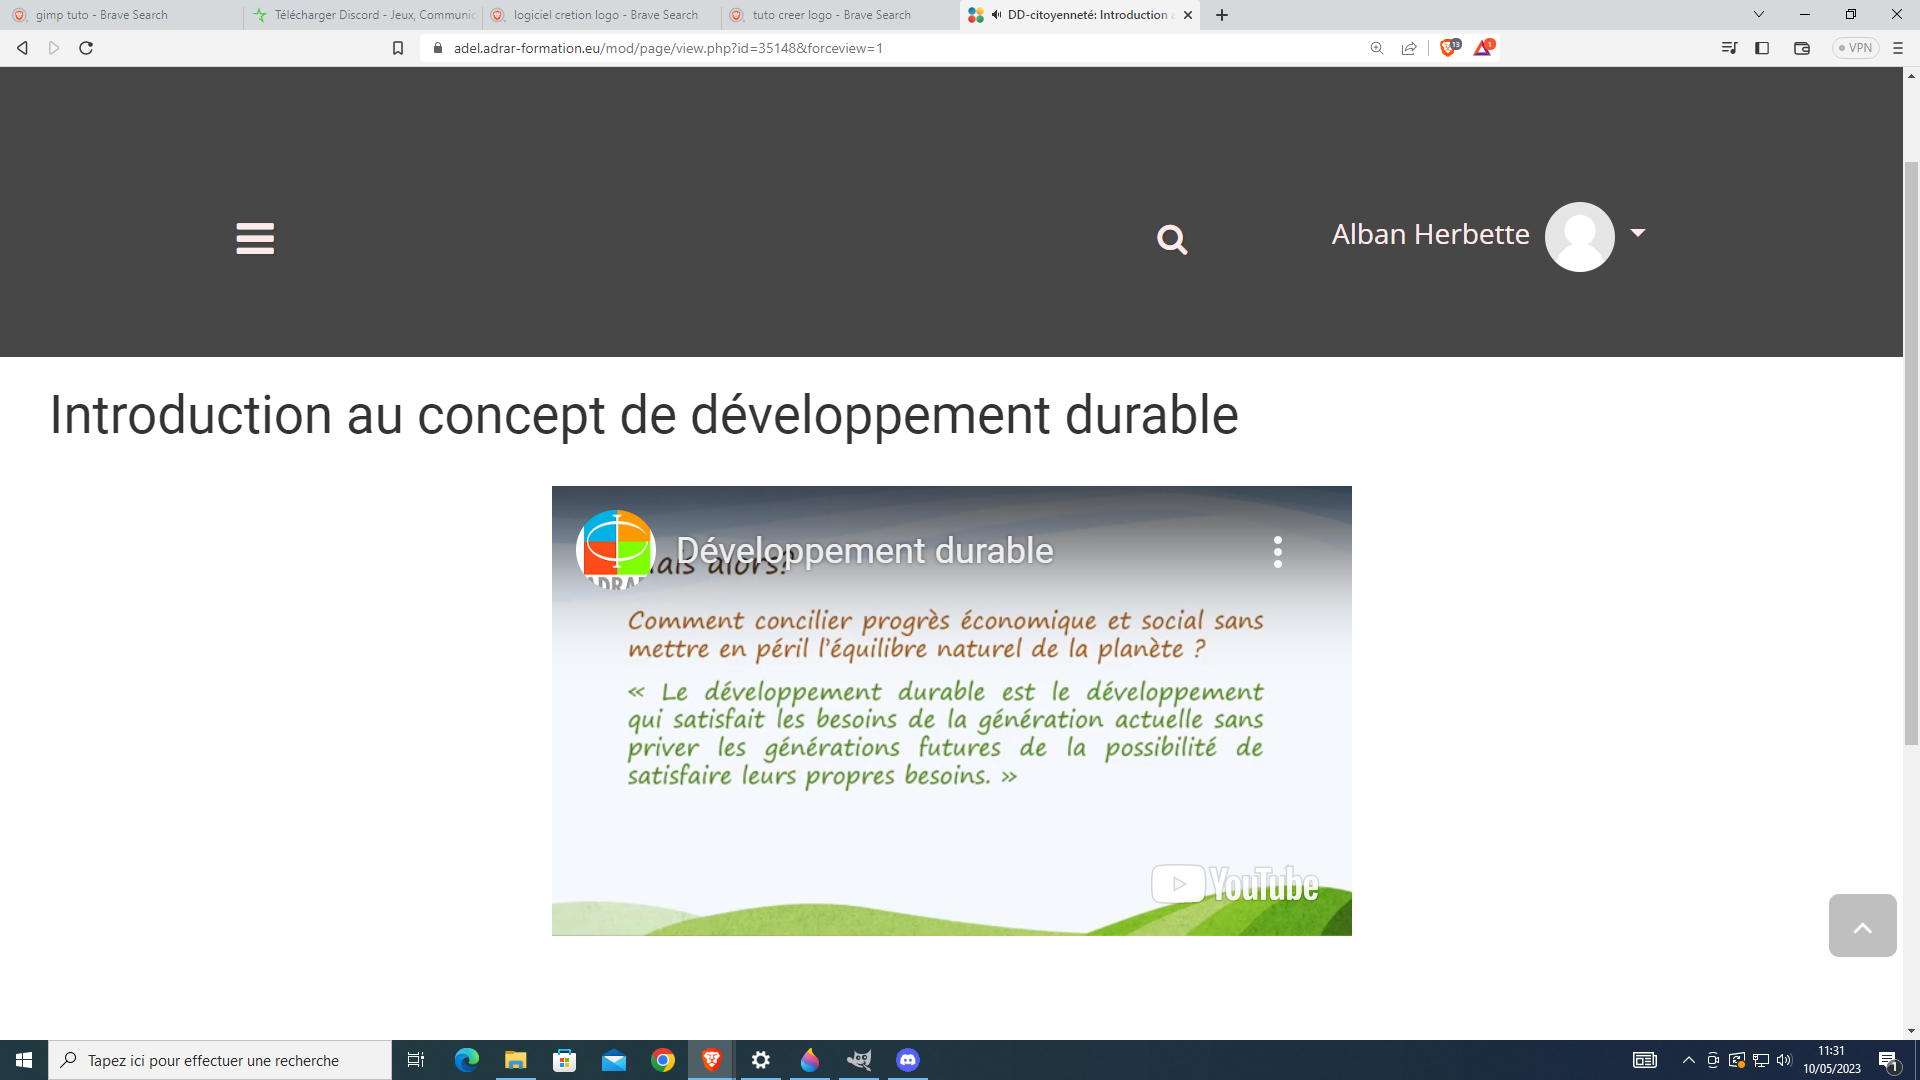 gimp tuto - Brave Search
Télécharger Discord - Jeux, Communic
logiciel cretion logo - Brave Search
tuto creer logo - Brave Search
DD-citoyenneté: Introduction
adel.adrar-formation.eu/mod/page/view.php?id=35148&forceview=1
13
1
VPN
Alban Herbette
Introduction au concept de développement durable
ADRAR
Développement durable
ais alors?
Comment concilier progrès économique et social sans
mettre en péril l'équilibre naturel de la planète ?
« Le développement durable est le développement
qui satisfait les besoins de la génération actuelle sans
priver les générations futures de la possibilité de
satisfaire leurs propres besoins. »
YouTube
Tapez ici pour effectuer une recherche
11:31
10/05/2023
1